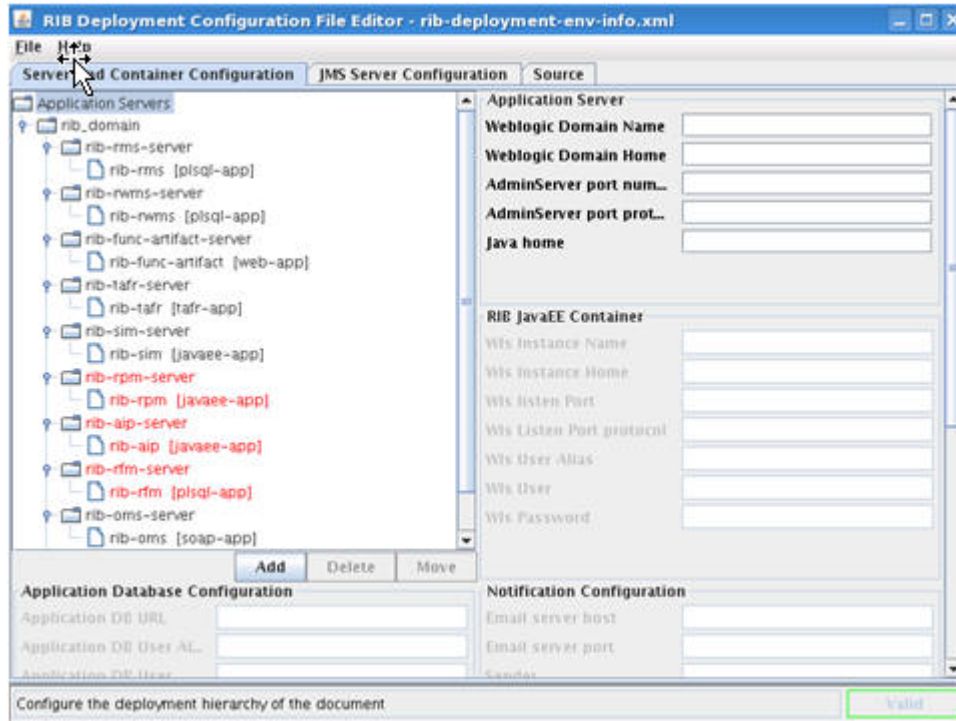 RIB Deployment Configuration File Editor - rib-deployment-env-info.xml
File Help
Server and Container Configuration JMS Server Configuration Source
Application Servers
rib_domain
rib-rms-server
rib-rms [plsql-app]
rib-rwms-server
rib-rwms [plsql-app]
rib-func-artifact-server
rib-func-artifact [web-app]
rib-tafr-server
rib-tafr [tafr-app]
rib-sim-server
rib-sim [javaee-app]
rib-rpm-server
rib-rpm [javaee-app]
rib-aip-server
rib-aip [javaee-app]
rib-rfm-server
rib-rfm [plsql-app]
rib-oms-server
rib-oms [soap-app]
Add Delete Move
Application Database Configuration
Application DB URL
Application DB User AL...
Application DB User
Application Server
Weblogic Domain Name
Weblogic Domain Home
AdminServer port num...
AdminServer port prot...
Java home
RIB JavaEE Container
Wls Instance Name
Wls Instance Home
Wls listen Port
Wls Listen Port protocol
Wls User Alias
Wls User
Wls Password
Notification Configuration
Email server host
Email server port
Sender
Configure the deployment hierarchy of the document
Valid